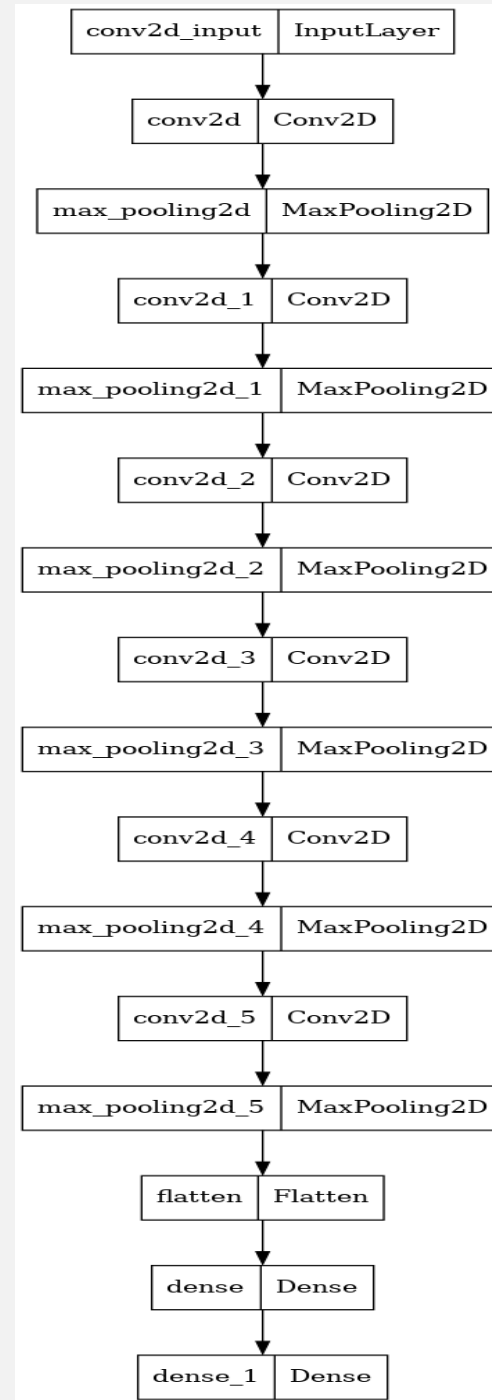 conv2d_input InputLayer
conv2d Conv2D
max_pooling2d MaxPooling2D
conv2d_1 Conv2D
max_pooling2d_1 MaxPooling2D
conv2d_2 Conv2D
max_pooling2d_2 MaxPooling2D
conv2d_3 Conv2D
max_pooling2d_3 MaxPooling2D
conv2d_4 Conv2D
max_pooling2d_4 MaxPooling2D
conv2d_5 Conv2D
max_pooling2d_5 MaxPooling2D
flatten Flatten
dense Dense
dense_1 Dense